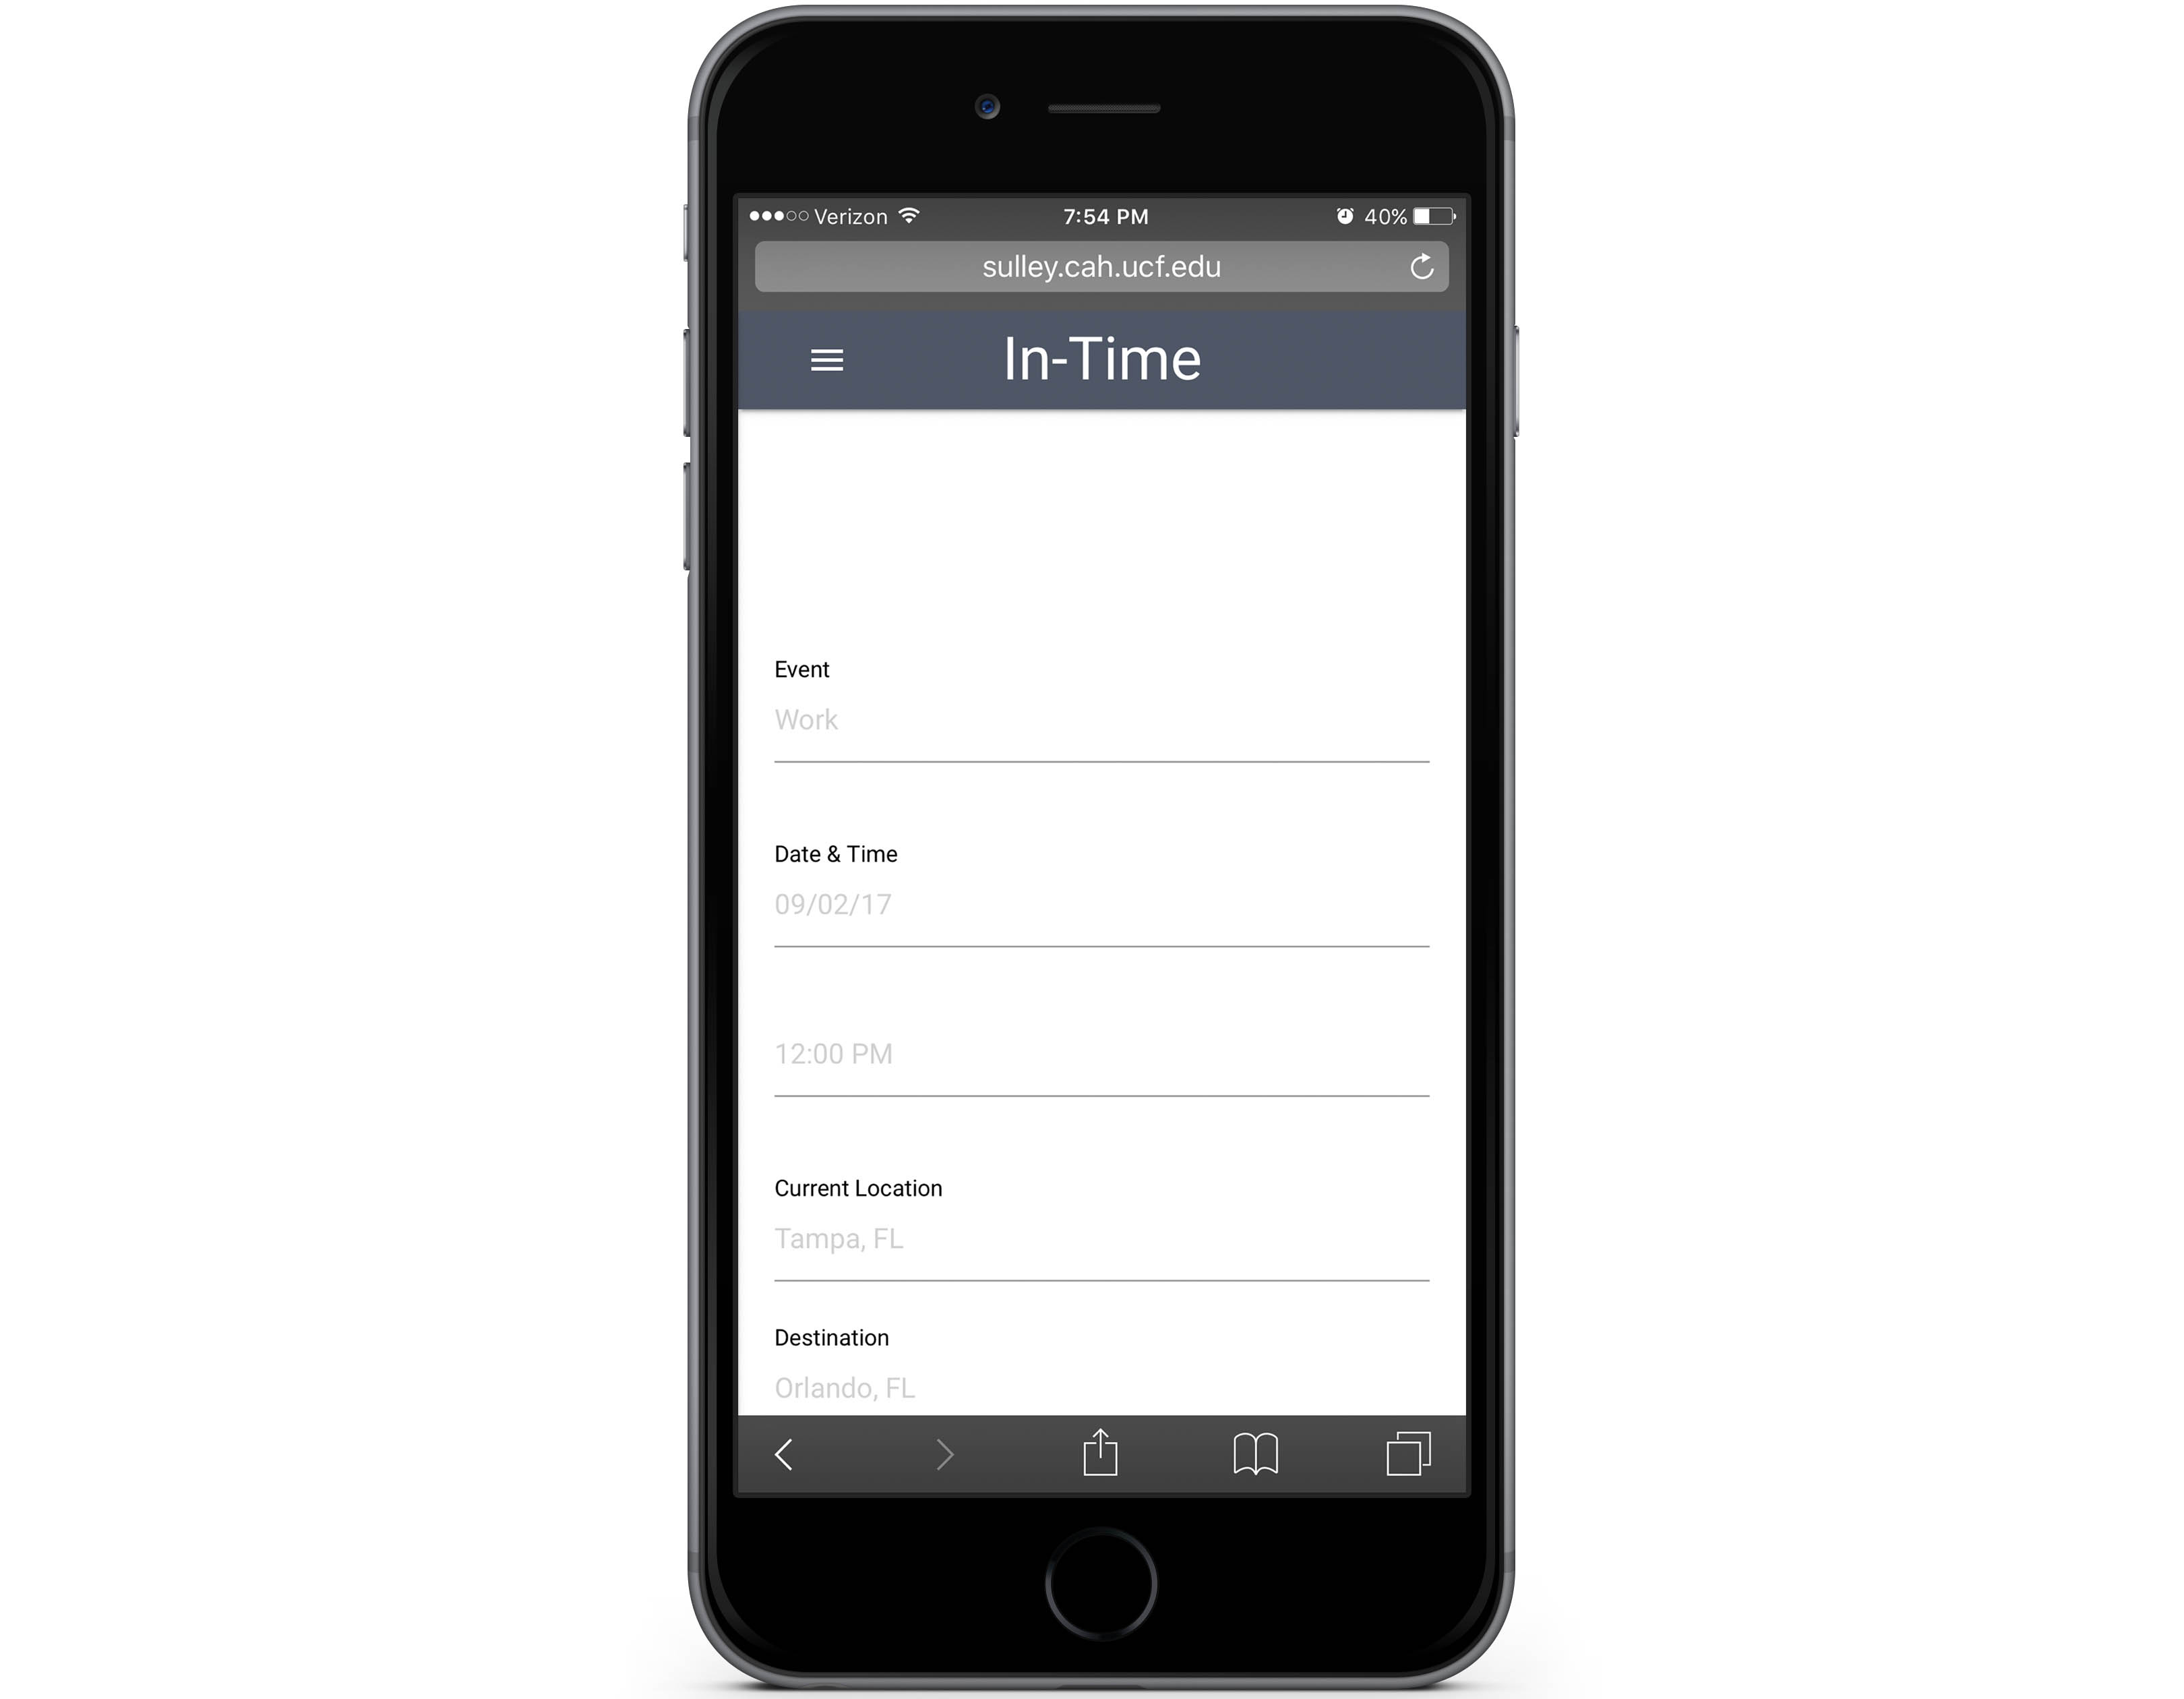 Verizon 7:54 PM 40%
sulley.cah.ucf.edu
In-Time
Event
Work
Date & Time
09/02/17
12:00 PM
Current Location
Tampa, FL
Destination
Orlando, FL